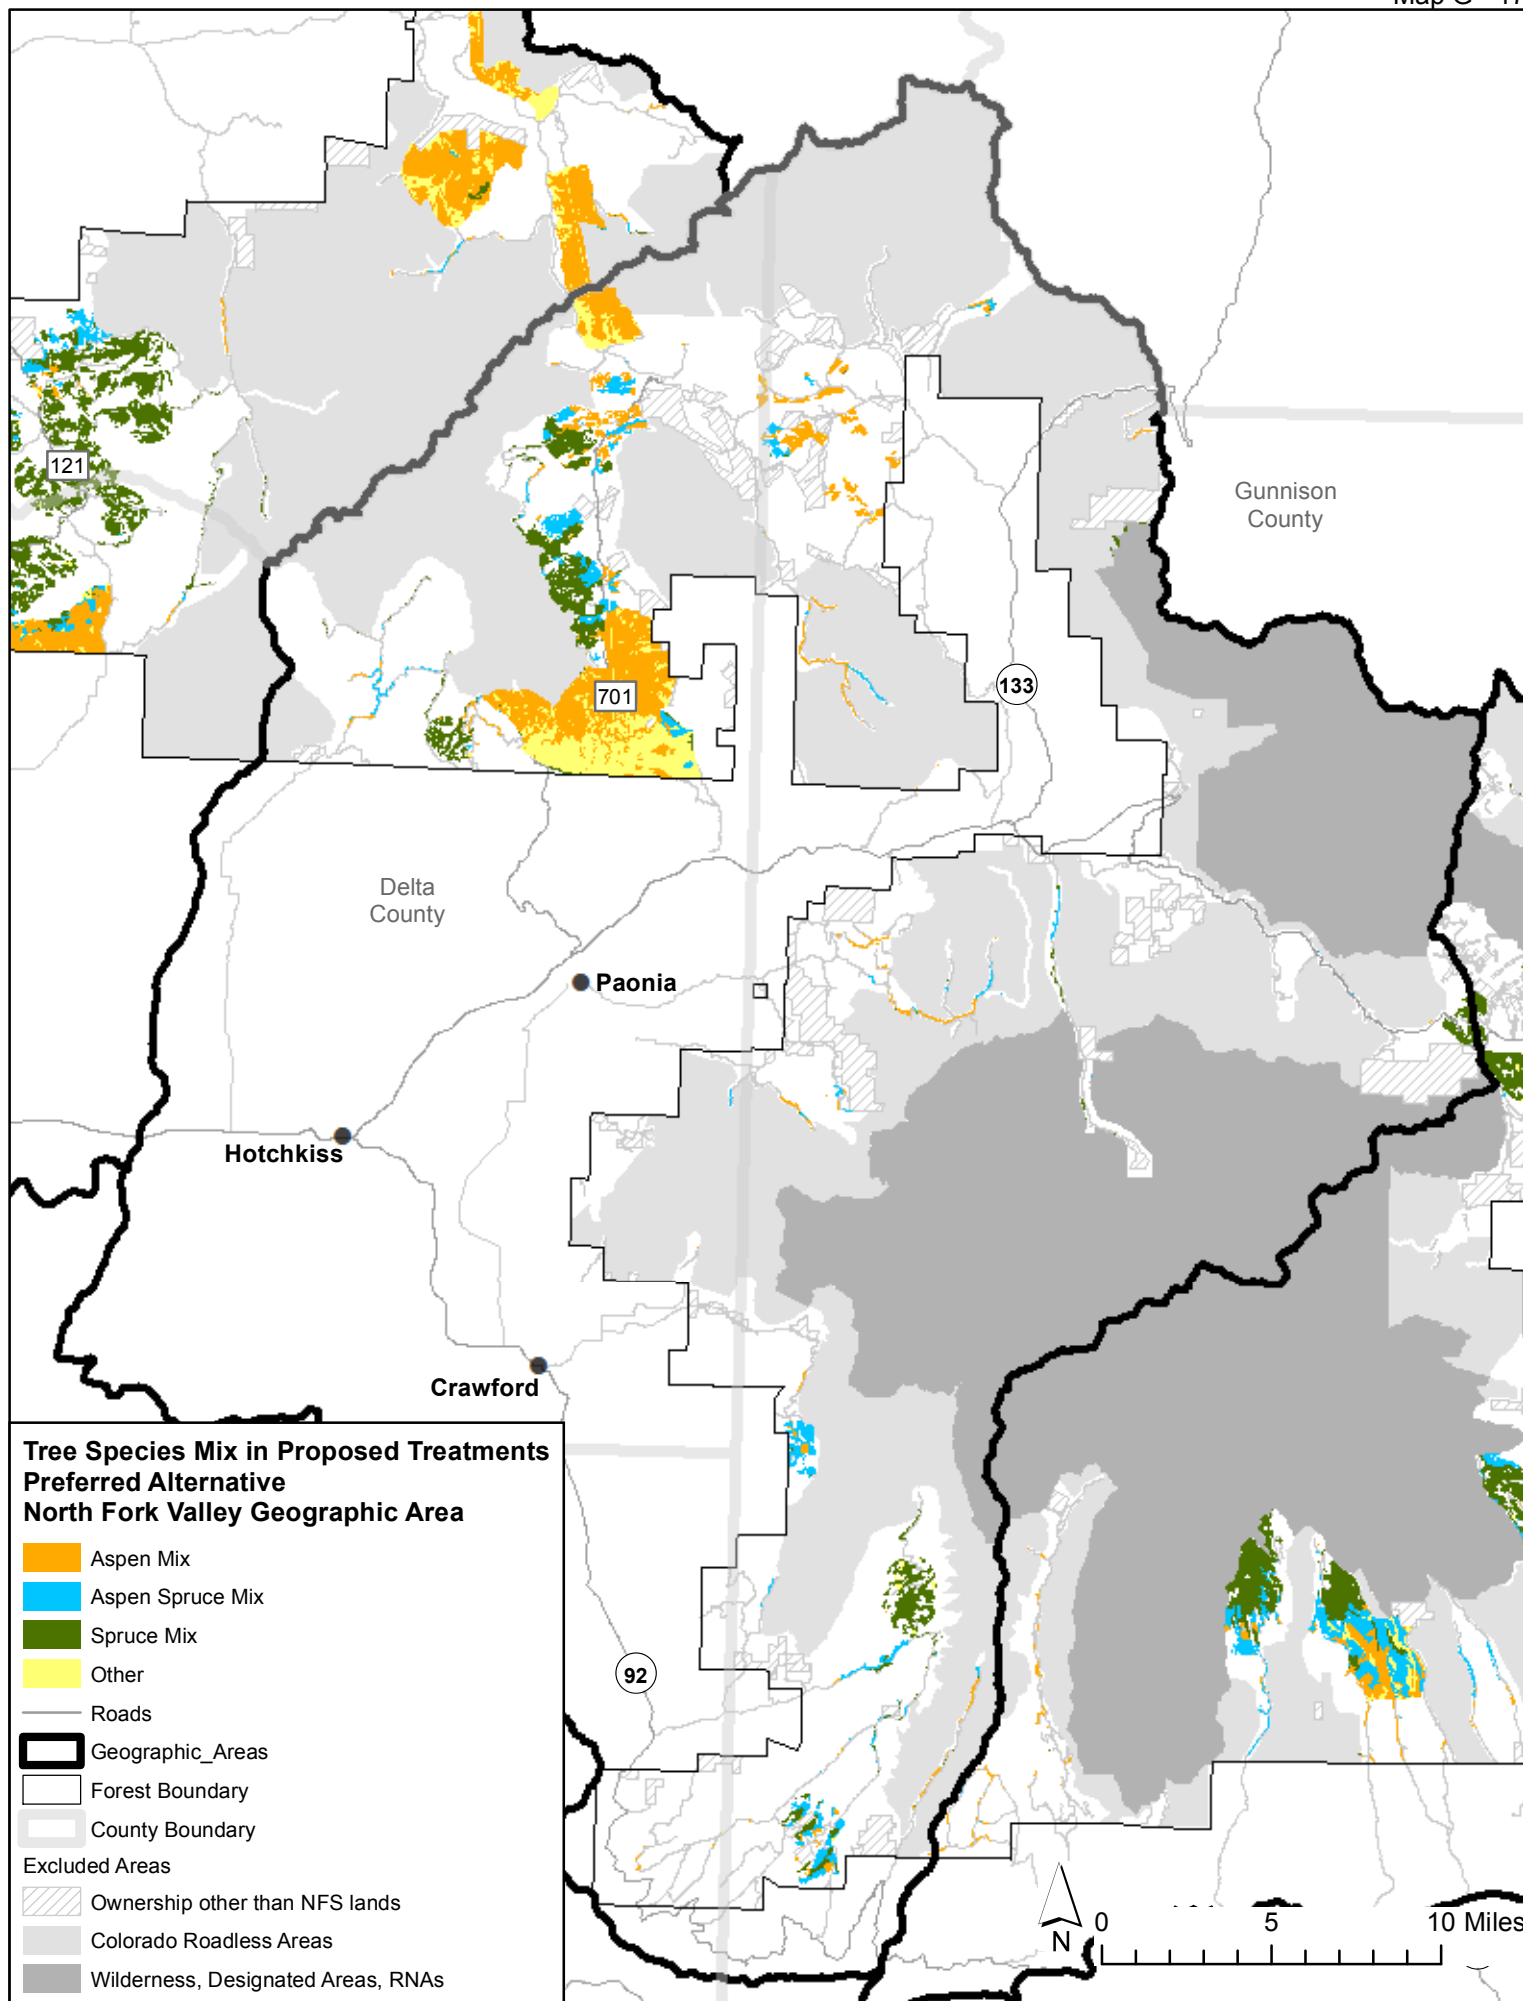 121
Gunnison
County
701
133
Delta
County
Paonia
Hotchkiss
Crawford
92
Tree Species Mix in Proposed Treatments
Preferred Alternative
North Fork Valley Geographic Area
Aspen Mix
Aspen Spruce Mix
Spruce Mix
Other
Roads
Geographic_Areas
Forest Boundary
County Boundary
Excluded Areas
Ownership other than NFS lands
Colorado Roadless Areas
Wilderness, Designated Areas, RNAs
N
0 5 10 Miles